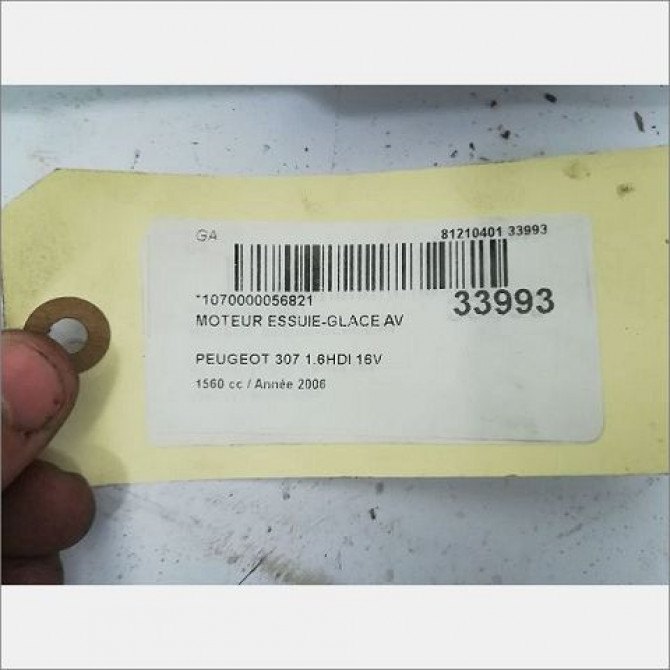 GA 81210401 33993
*1070000056821 33993
MOTEUR ESSUIE-GLACE AV
PEUGEOT 307 1.6HDI 16V
1560 cc / Année 2006